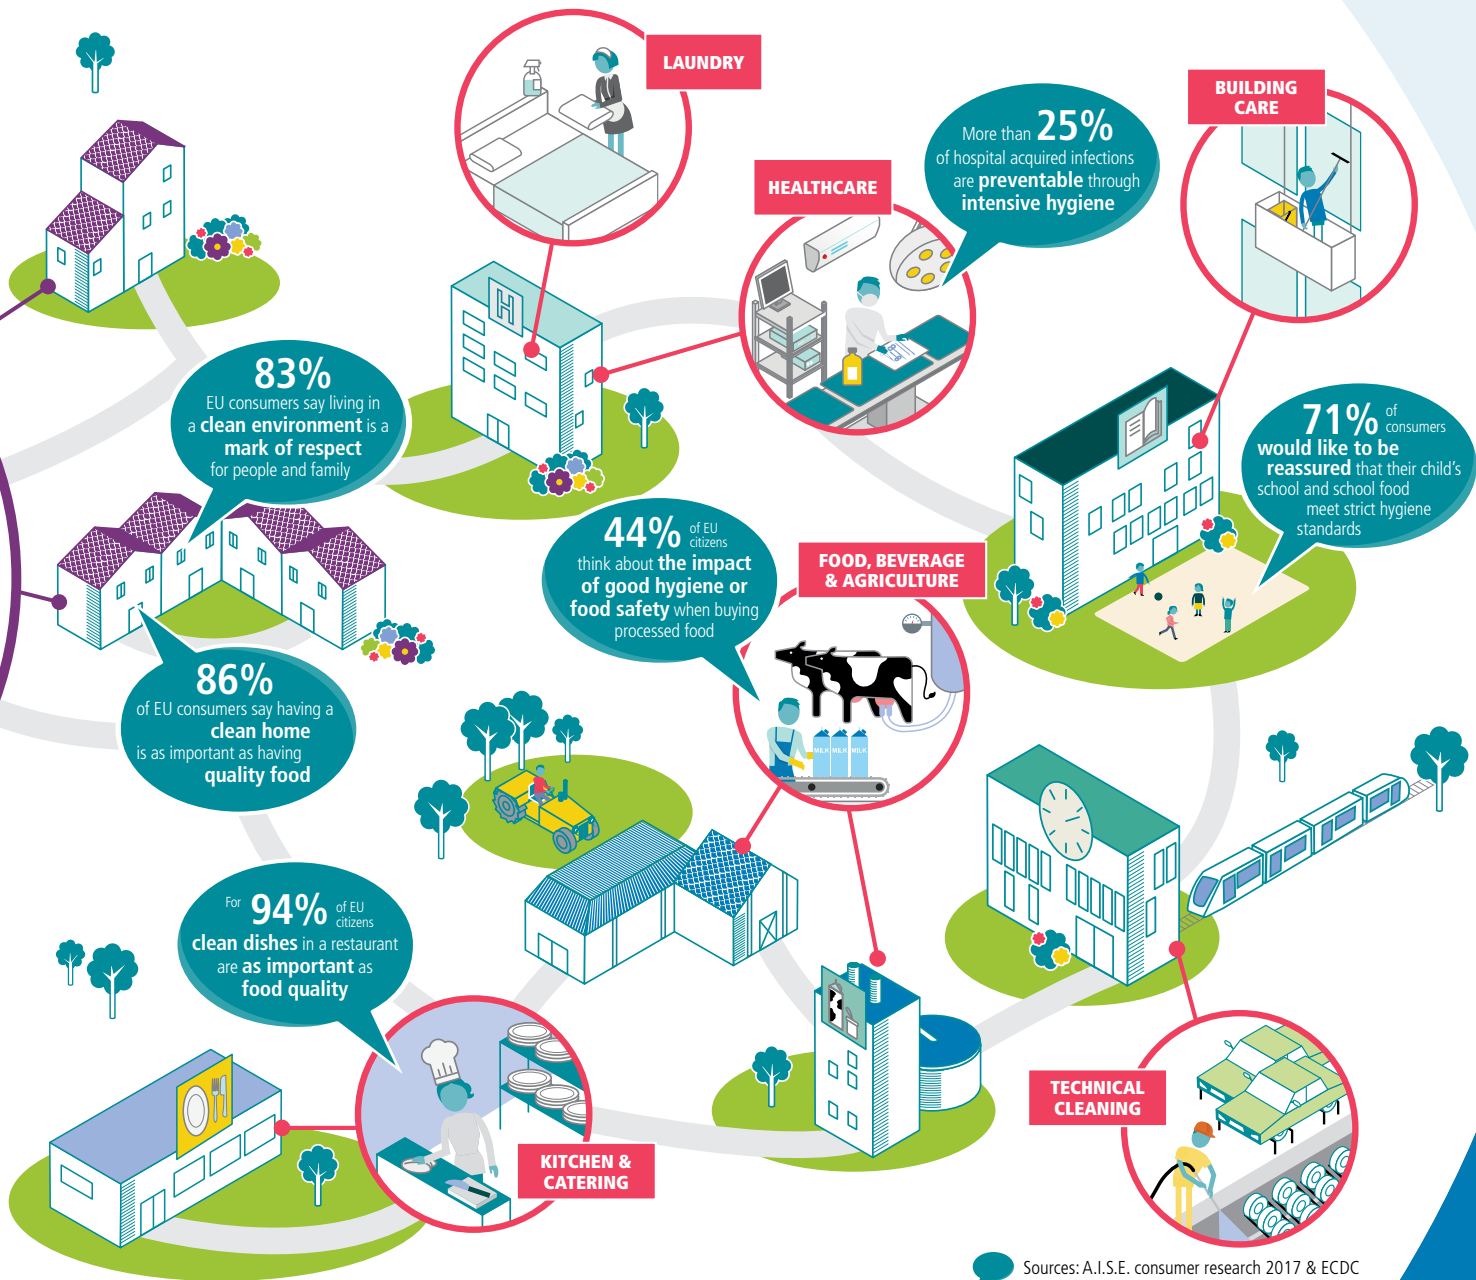 LAUNDRY
BUILDING
CARE
More than 25%
of hospital acquired infections
are preventable through
intensive hygiene
HEALTHCARE
H
83%
EU consumers say living in
a clean environment is a
mark of respect
for people and family
71% of
consumers
would like to be
reassured that their child's
school and school food
meet strict hygiene
standards
44% of EU
citizens
think about the impact
of good hygiene or
food safety when buying
processed food
FOOD, BEVERAGE
& AGRICULTURE
MILK MILK MILK
86%
of EU consumers say having a
clean home
is as important as having
quality food
For 94% of EU
citizens
clean dishes in a restaurant
are as important as
food quality
TECHNICAL
CLEANING
KITCHEN &
CATERING
Sources: A.I.S.E. consumer research 2017 & ECDC